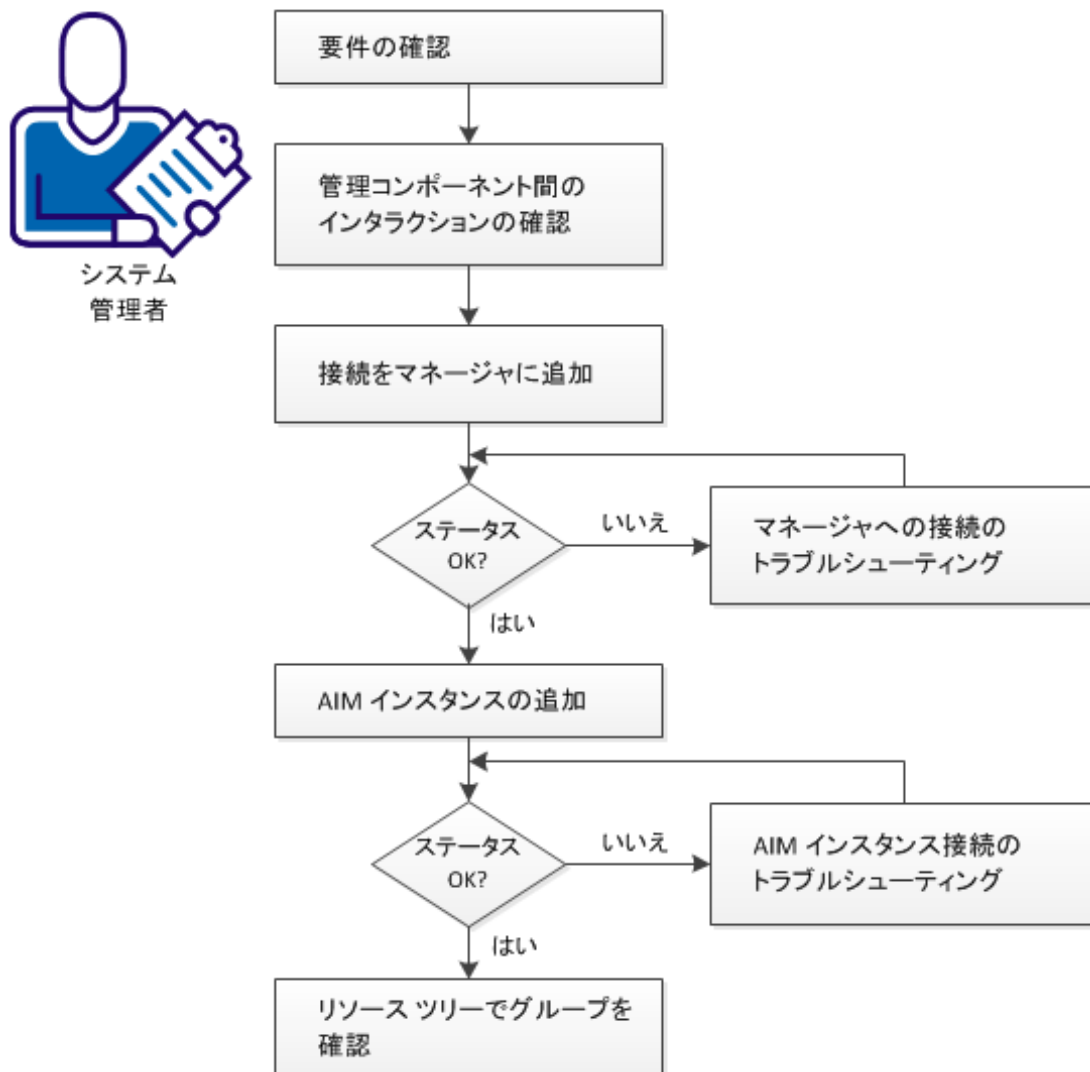 要件の確認
システム
管理者
管理コンポーネント間の
インタラクションの確認
接続をマネージャに追加
ステータス
OK?
いいえ
マネージャへの接続の
トラブルシューティング
はい
AIM インスタンスの追加
ステータス
OK?
いいえ
AIM インスタンス接続の
トラブルシューティング
はい
リソース ツリーでグループを
確認